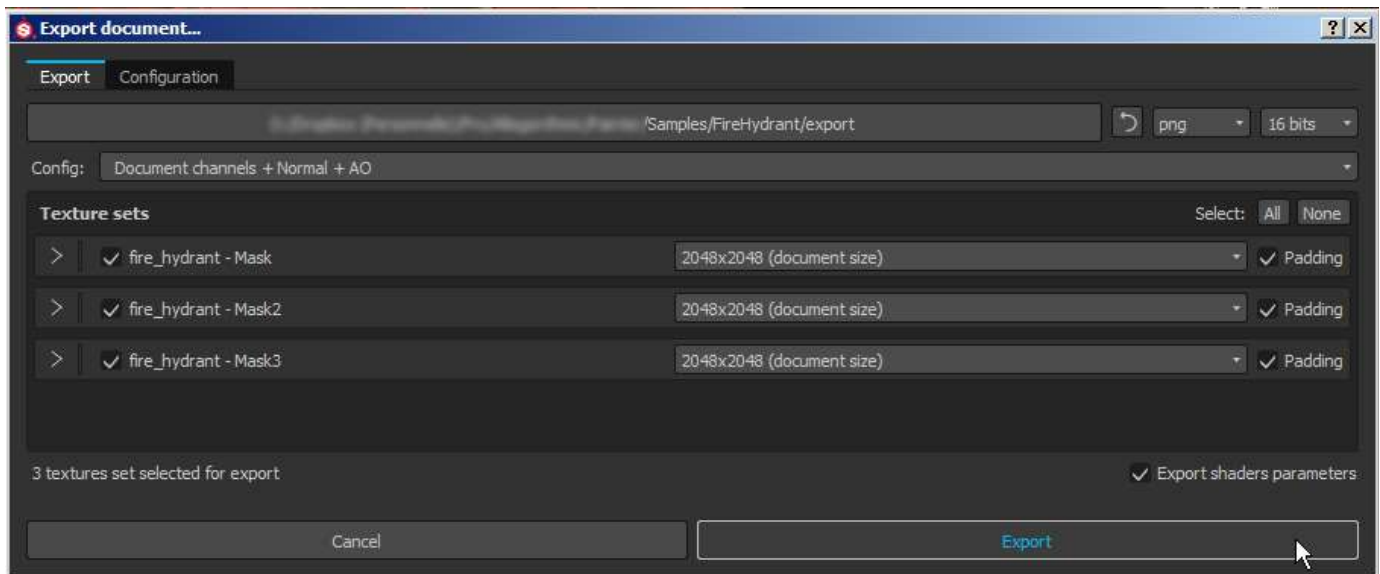 Export document...
Export Configuration
/Samples/FireHydrant/export png 16 bits
Config: Document channels + Normal + AO
Texture sets Select: All None
fire_hydrant - Mask 2048x2048 (document size) Padding
fire_hydrant - Mask2 2048x2048 (document size) Padding
fire_hydrant - Mask3 2048x2048 (document size) Padding
3 textures set selected for export Export shaders parameters
Cancel Export